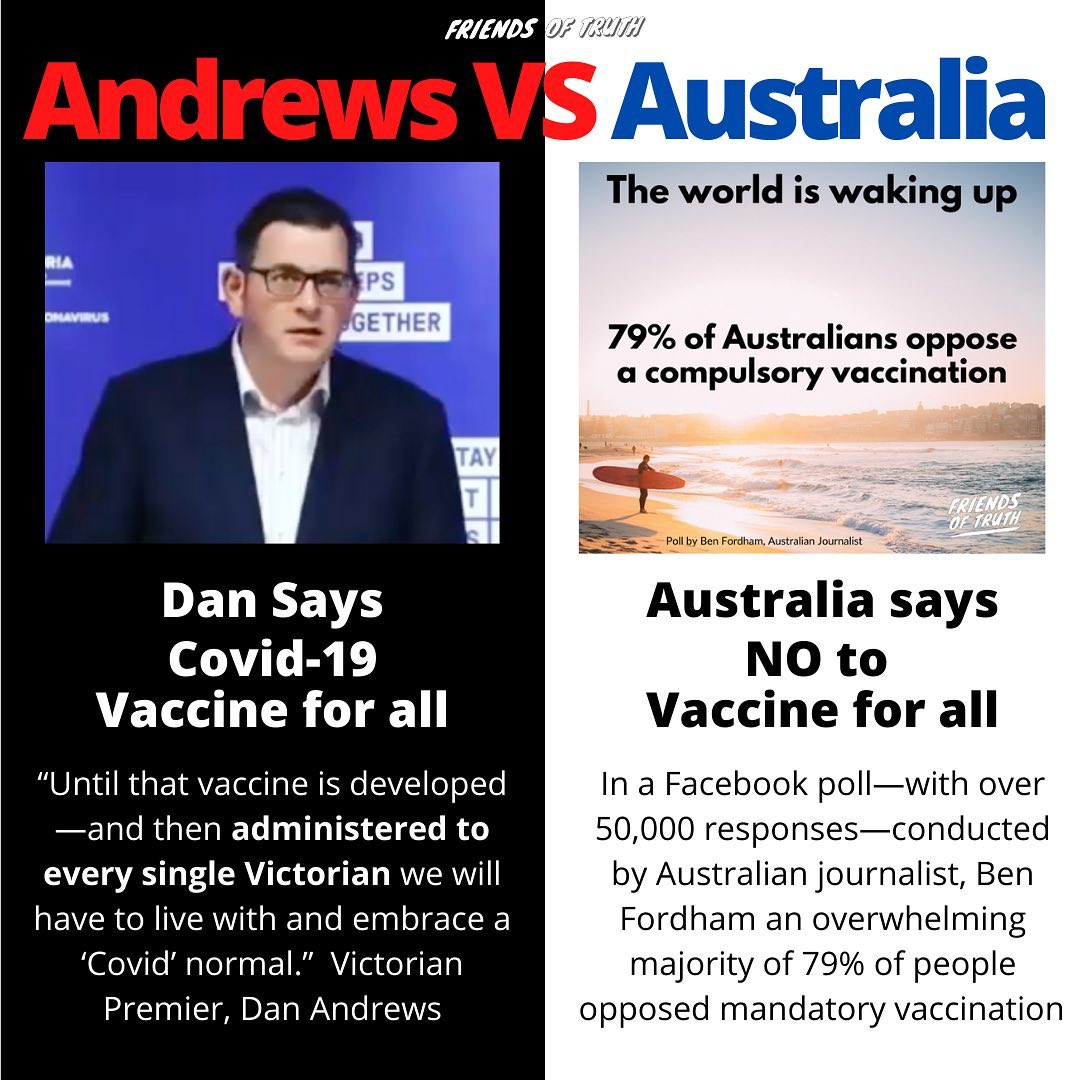 FRIENDS OF TRUTH
Andrews VS Australia
RIA
ONAVIRUS
EPS
GETHER
TAY
T
S
The world is waking up
79% of Australians oppose
a compulsory vaccination
FRIENDS
OF TRUTH
Poll by Ben Fordham, Australian Journalist
Dan Says
Covid-19
Vaccine for all
“Until that vaccine is developed
—and then administered to
every single Victorian we will
have to live with and embrace a
‘Covid’ normal.”  Victorian
Premier, Dan Andrews
Australia says
NO to
Vaccine for all
In a Facebook poll—with over
50,000 responses—conducted
by Australian journalist, Ben
Fordham an overwhelming
majority of 79% of people
opposed mandatory vaccination